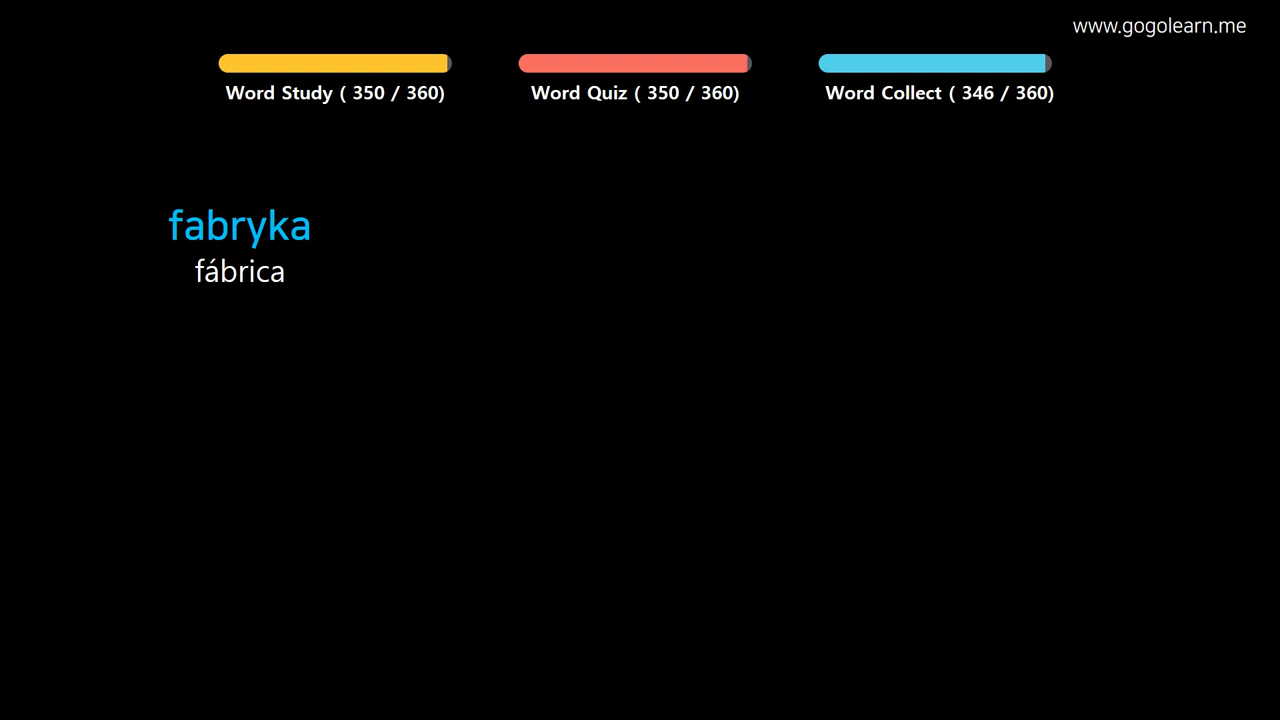 www.gogolearn.me
Word Study ( 350 / 360)
Word Quiz ( 350 / 360)
Word Collect ( 346 / 360)
fabryka
fábrica